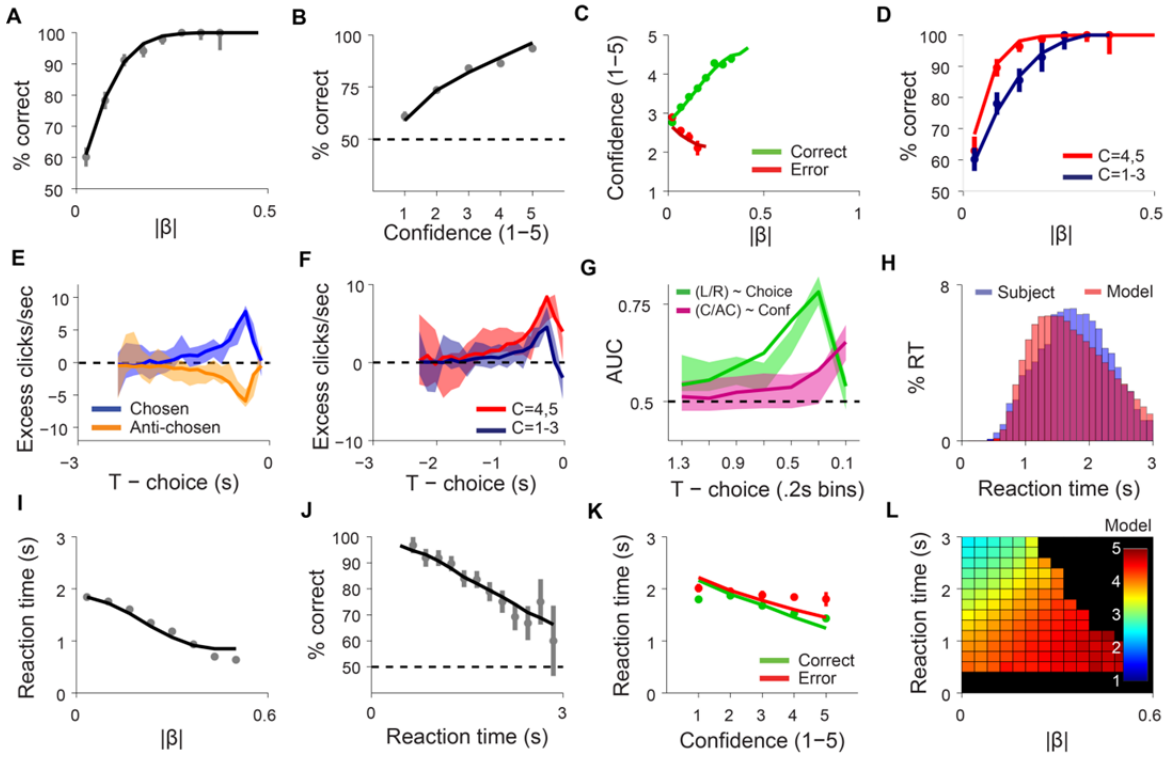 A
% correct
100
90
80
70
60
50
0
0.5
|β|
B
% correct
100
75
50
1 2 3 4 5
Confidence (1−5)
C
Confidence (1−5)
5
4
3
2
1
Correct
Error
0
0.5
1
|β|
D
% correct
100
90
80
70
60
50
C=4,5
C=1-3
0
0.5
|β|
E
Excess clicks/sec
10
5
0
−5
−10
Chosen
Anti-chosen
−3
0
T − choice (s)
F
Excess clicks/sec
10
0
−10
C=4,5
C=1-3
−3 −2 −1 0
T − choice (s)
G
AUC
0.75
0.5
(L/R) ~ Choice
(C/AC) ~ Conf
1.3 0.9 0.5 0.1
T − choice (.2s bins)
H
% RT
8
0
Subject
Model
0 1 2 3
Reaction time (s)
I
Reaction time (s)
3
2
1
0
0
0.6
|β|
J
% correct
100
90
80
70
60
50
0
3
Reaction time (s)
K
Reaction time (s)
3
2
1
0
Correct
Error
1 2 3 4 5
Confidence (1−5)
L
Reaction time (s)
3
2
1
0
Model
5
4
3
2
1
0
0.6
|β|